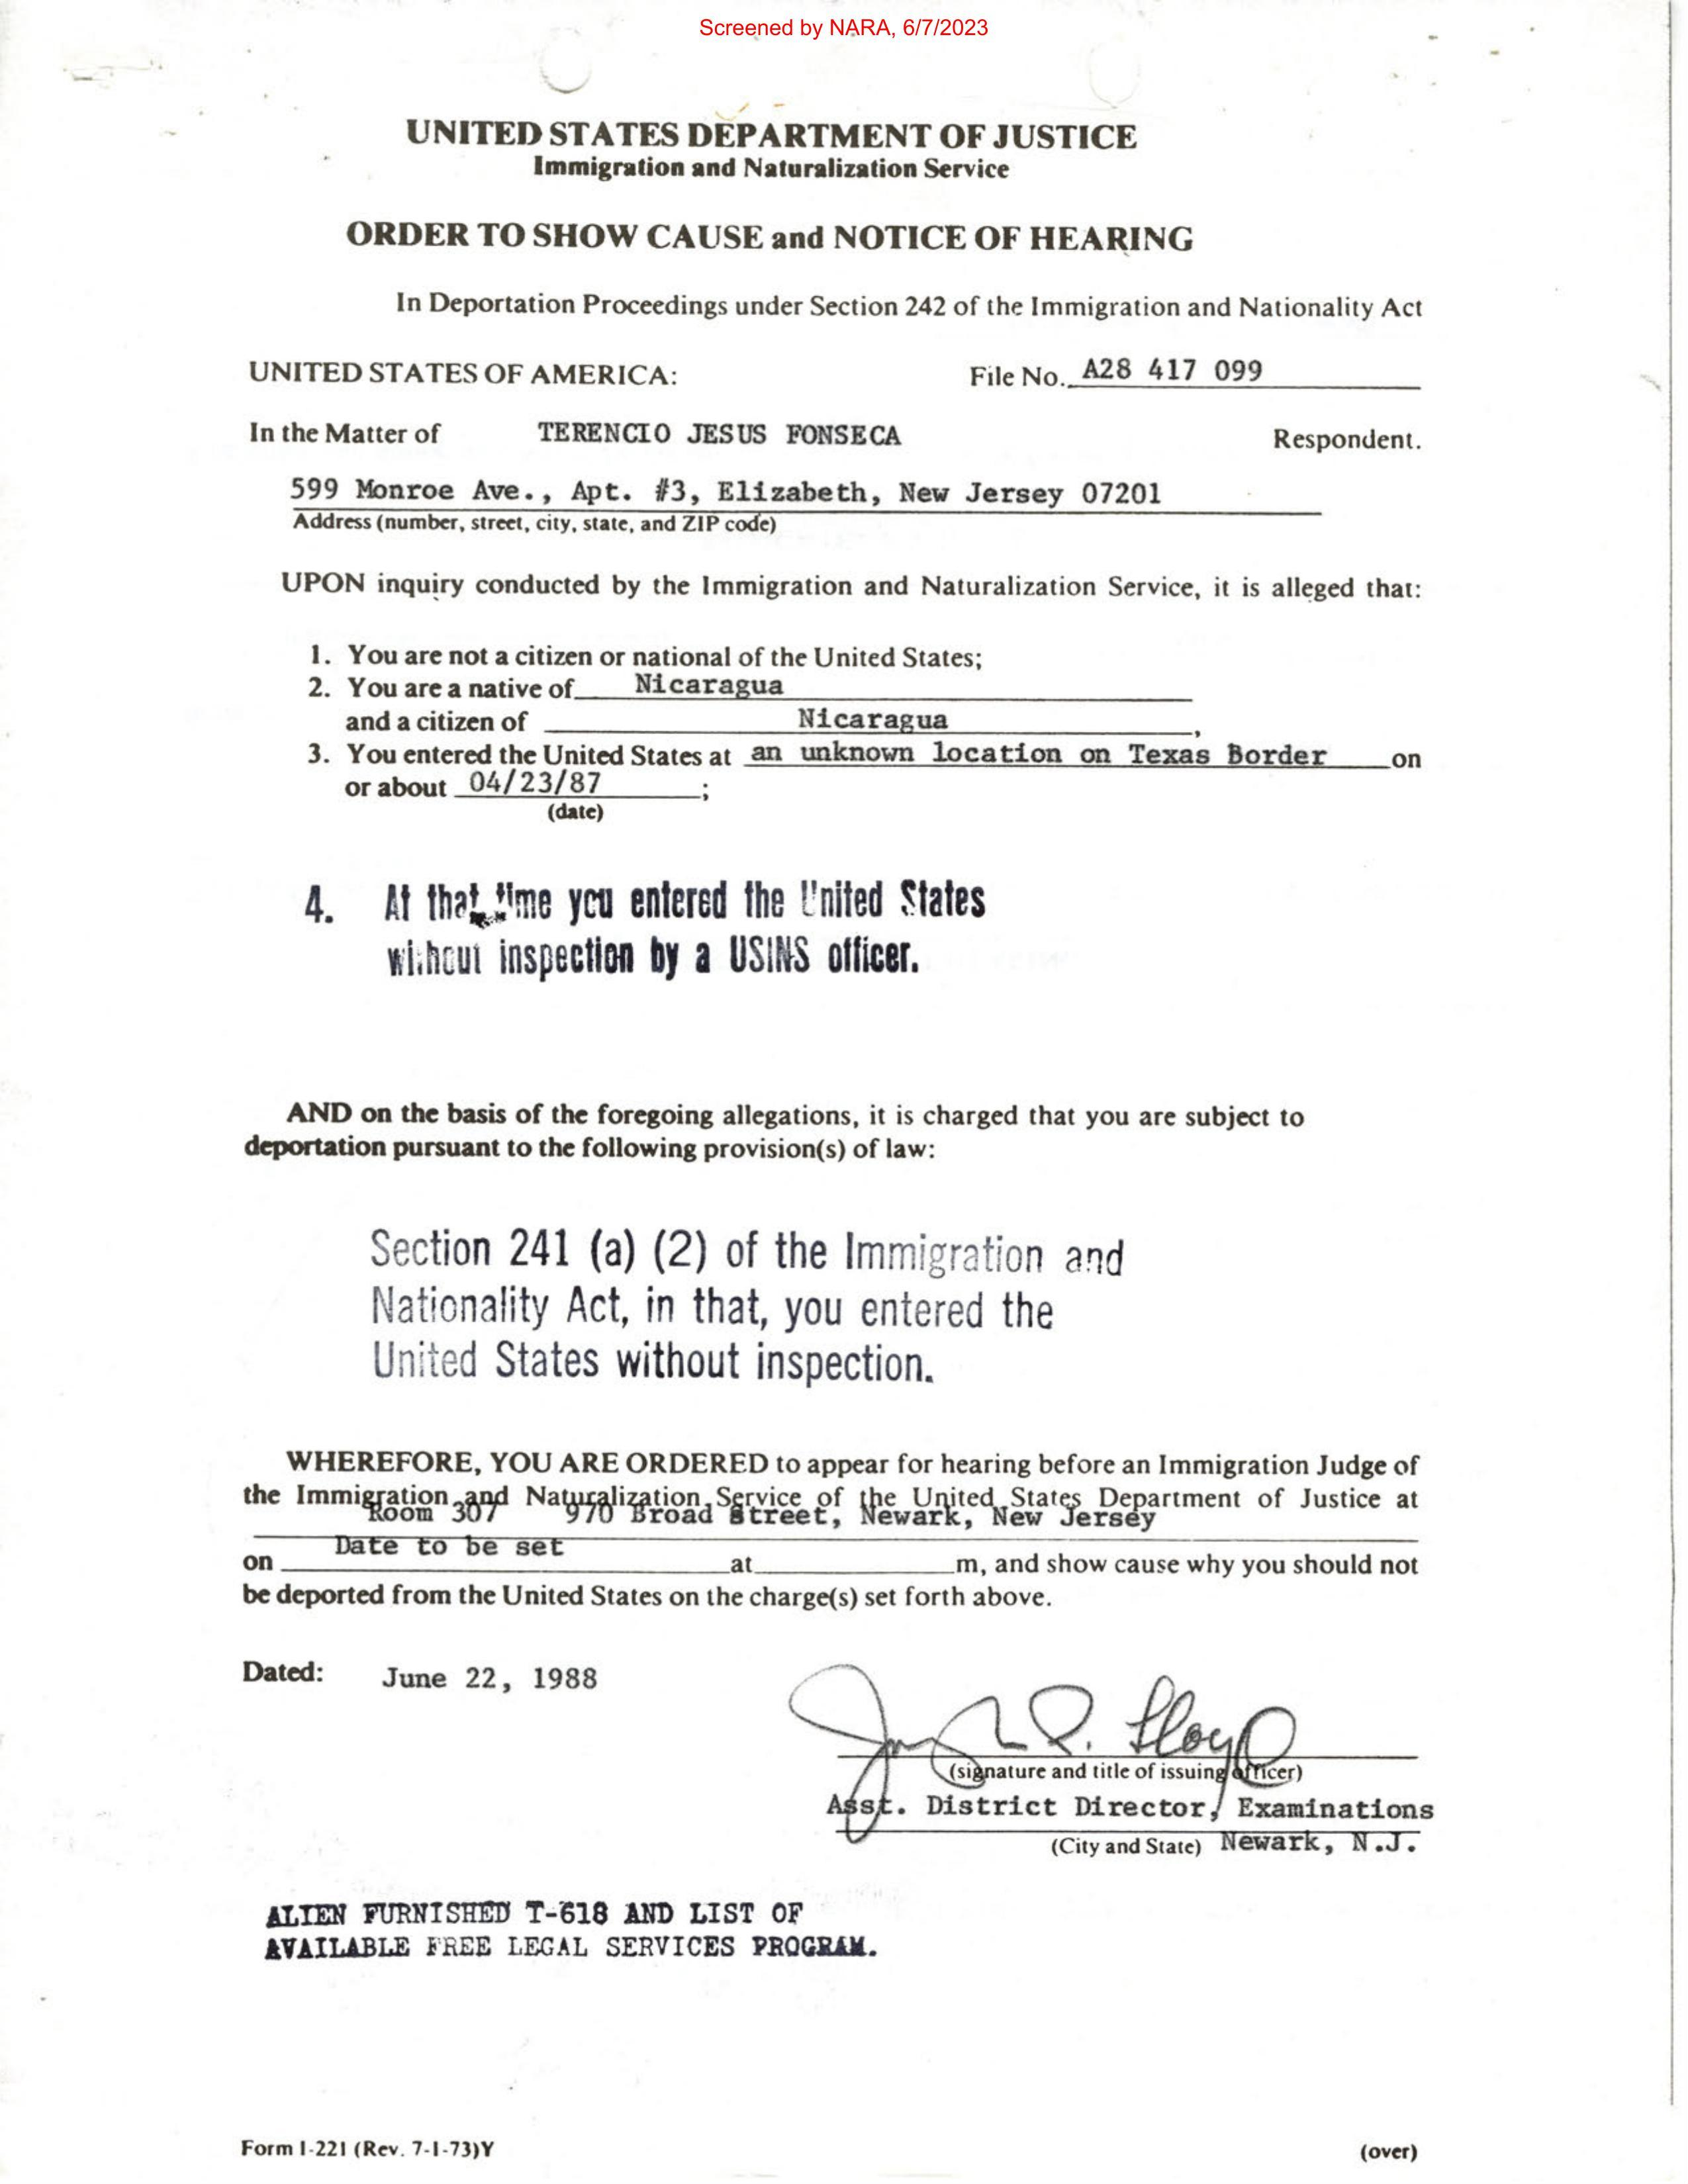 Screened by NARA, 6/7/2023
UNITED STATES DEPARTMENT OF JUSTICE
Immigration and Naturalization Service
ORDER TO SHOW CAUSE and NOTICE OF HEARING
In Deportation Proceedings under Section 242 of the Immigration and Nationality Act
UNITED STATES OF AMERICA: File No. A28 417 099
In the Matter of TERENCIO JESUS FONSECA Respondent.
599 Monroe Ave., Apt. #3, Elizabeth, New Jersey 07201
Address (number, street, city, state, and ZIP code)
UPON inquiry conducted by the Immigration and Naturalization Service, it is alleged that:
1. You are not a citizen or national of the United States;
2. You are a native of Nicaragua
and a citizen of Nicaragua,
3. You entered the United States at an unknown location on Texas Border on
or about 04/23/87;
(date)
4. At that time you entered the United States
without inspection by a USINS officer.
AND on the basis of the foregoing allegations, it is charged that you are subject to
deportation pursuant to the following provision(s) of law:
Section 241 (a) (2) of the Immigration and
Nationality Act, in that, you entered the
United States without inspection.
WHEREFORE, YOU ARE ORDERED to appear for hearing before an Immigration Judge of
the Immigration and Naturalization Service of the United States Department of Justice at
Room 307 970 Broad Street, Newark, New Jersey
Date to be set
on at m, and show cause why you should not
be deported from the United States on the charge(s) set forth above.
Dated: June 22, 1988
(signature and title of issuing officer)
Asst. District Director, Examinations
(City and State) Newark, N.J.
ALIEN FURNISHED T-618 AND LIST OF
AVAILABLE FREE LEGAL SERVICES PROGRAM.
Form I-221 (Rev. 7-1-73)Y (over)